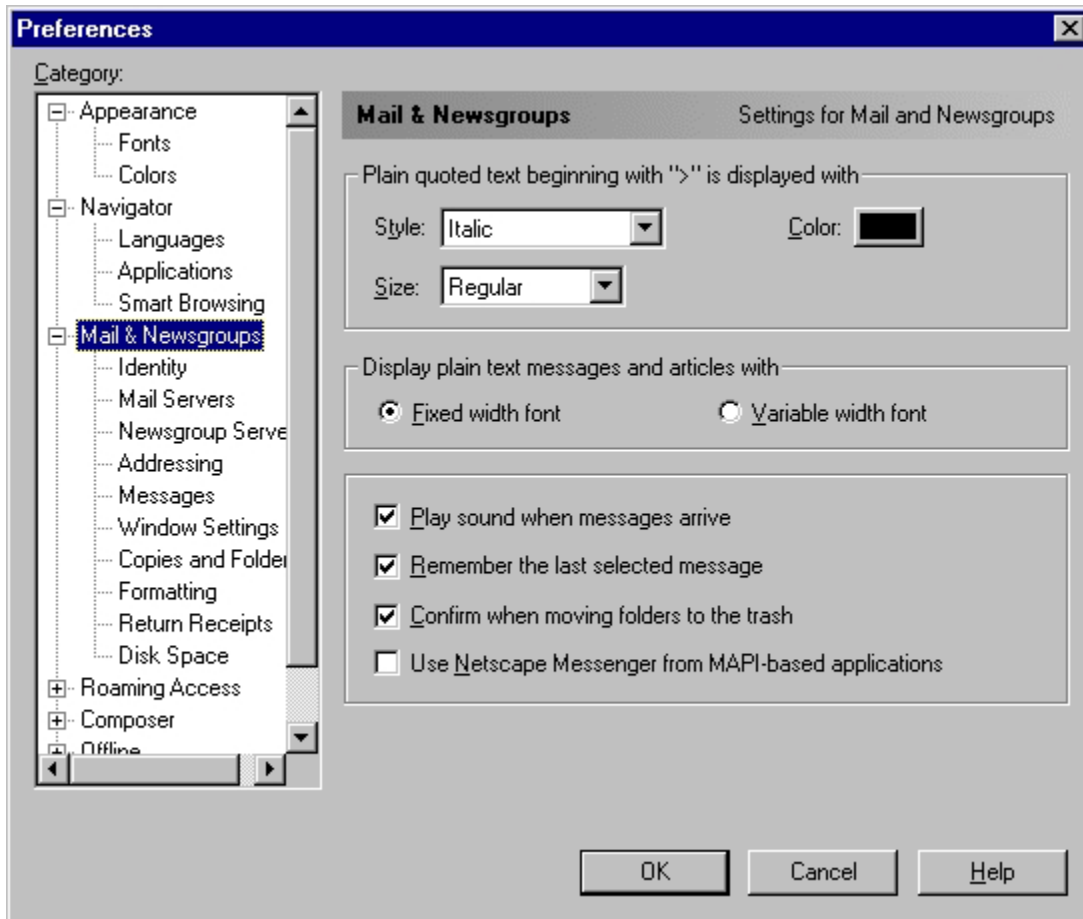 Preferences
Category:
Appearance
Fonts
Colors
Navigator
Languages
Applications
Smart Browsing
Mail & Newsgroups
Identity
Mail Servers
Newsgroup Serve
Addressing
Messages
Window Settings
Copies and Folder
Formatting
Return Receipts
Disk Space
Roaming Access
Composer
Offline
Mail & Newsgroups Settings for Mail and Newsgroups
Plain quoted text beginning with ">" is displayed with
Style: Italic Color:
Size: Regular
Display plain text messages and articles with
Fixed width font Variable width font
Play sound when messages arrive
Remember the last selected message
Confirm when moving folders to the trash
Use Netscape Messenger from MAPI-based applications
OK Cancel Help